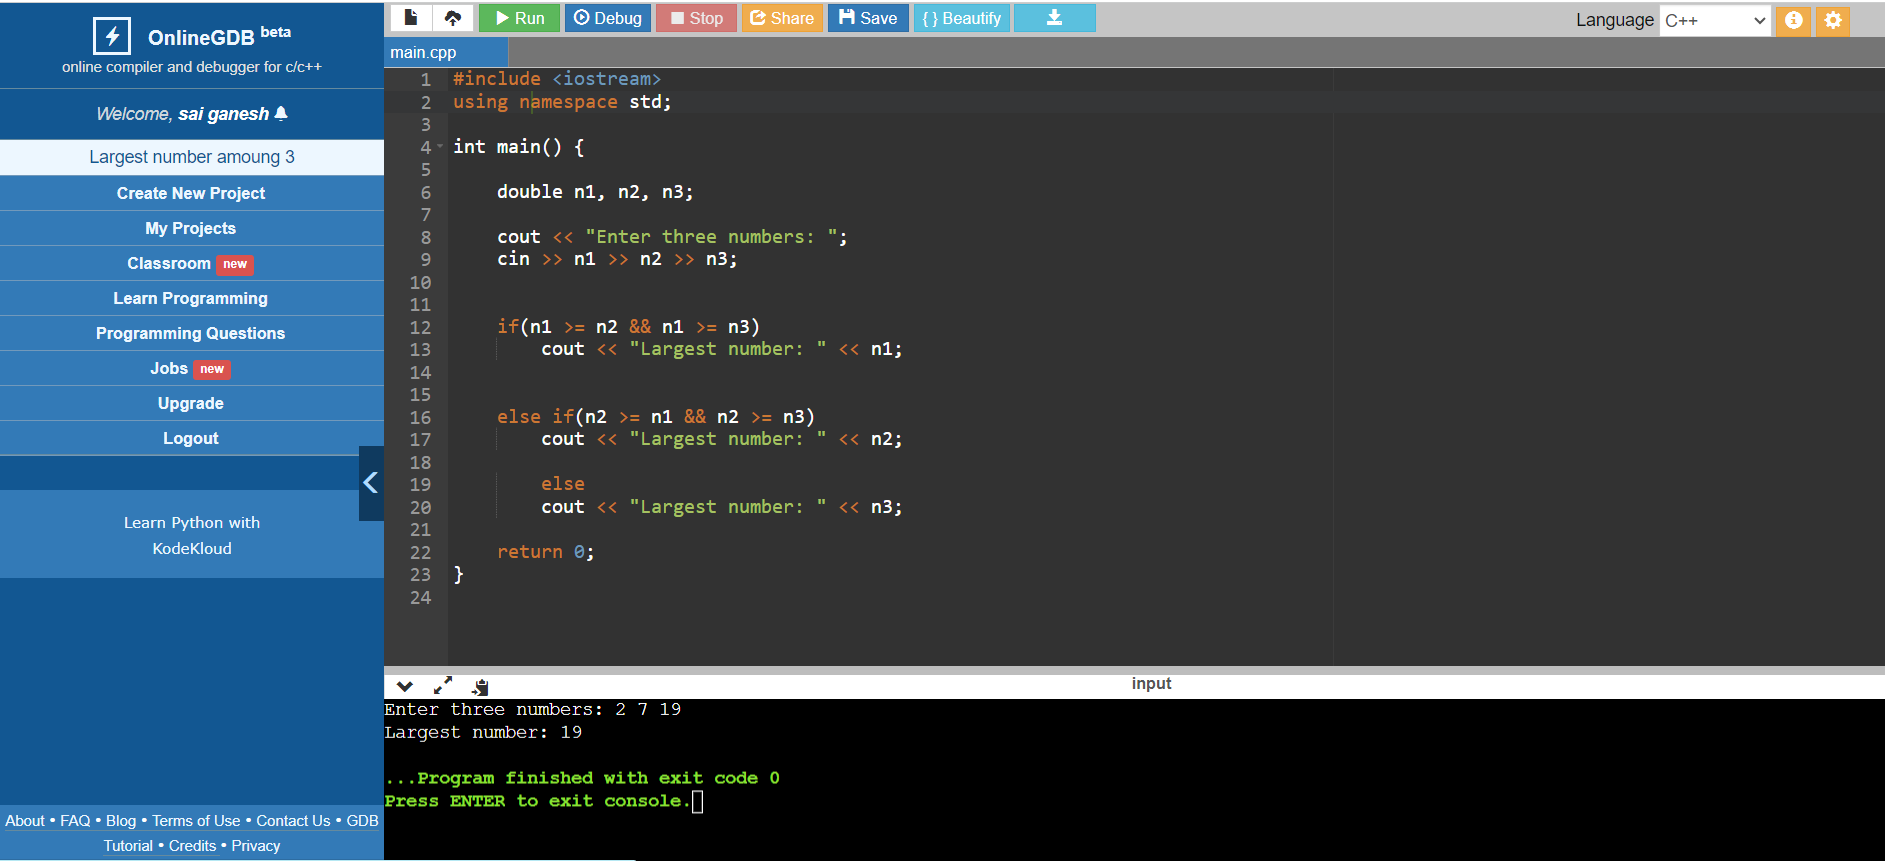 OnlineGDB beta
online compiler and debugger for c/c++
Welcome, sai ganesh
Largest number amoung 3
Create New Project
My Projects
Classroom new
Learn Programming
Programming Questions
Jobs new
Upgrade
Logout
Learn Python with
KodeKloud
About • FAQ • Blog • Terms of Use • Contact Us • GDB
Tutorial • Credits • Privacy
Run Debug Stop Share Save { } Beautify
Language C++
main.cpp
1 #include <iostream>
2 using namespace std;
3
4 int main() {
5
6     double n1, n2, n3;
7
8     cout << "Enter three numbers: ";
9     cin >> n1 >> n2 >> n3;
10
11
12     if(n1 >= n2 && n1 >= n3)
13         cout << "Largest number: " << n1;
14
15
16     else if(n2 >= n1 && n2 >= n3)
17         cout << "Largest number: " << n2;
18
19         else
20         cout << "Largest number: " << n3;
21
22     return 0;
23 }
24
input
Enter three numbers: 2 7 19
Largest number: 19
...Program finished with exit code 0
Press ENTER to exit console.